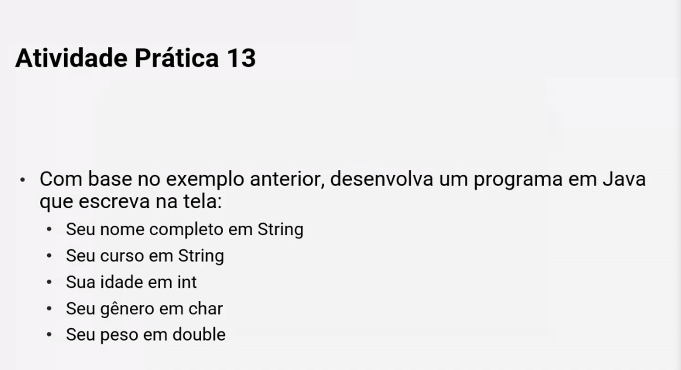 Atividade Prática 13
• Com base no exemplo anterior, desenvolva um programa em Java
que escreva na tela:
• Seu nome completo em String
• Seu curso em String
• Sua idade em int
• Seu gênero em char
• Seu peso em double